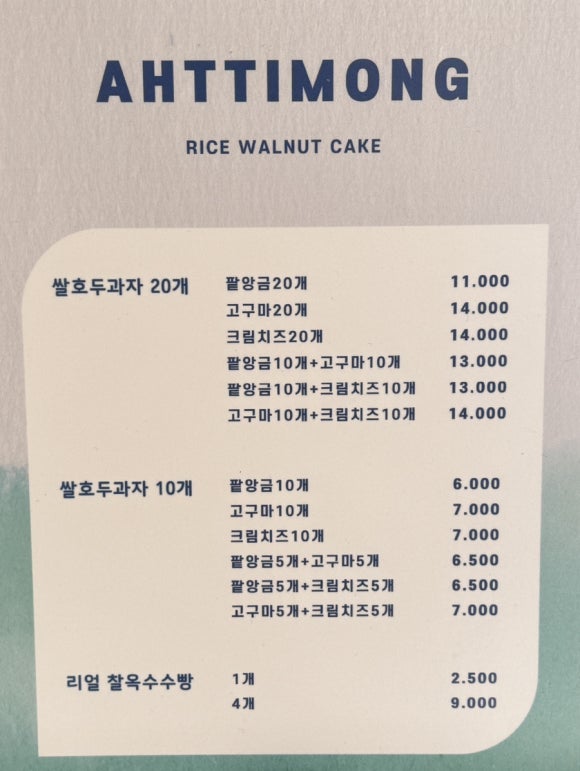 AHTTIMONG
RICE WALNUT CAKE
쌀호두과자 20개 팥앙금20개 11.000
고구마20개 14.000
크림치즈20개 14.000
팥앙금10개+고구마10개 13.000
팥앙금10개+크림치즈10개 13.000
고구마10개+크림치즈10개 14.000
쌀호두과자 10개 팥앙금10개 6.000
고구마10개 7.000
크림치즈10개 7.000
팥앙금5개+고구마5개 6.500
팥앙금5개+크림치즈5개 6.500
고구마5개+크림치즈5개 7.000
리얼 찰옥수수빵 1개 2.500
4개 9.000